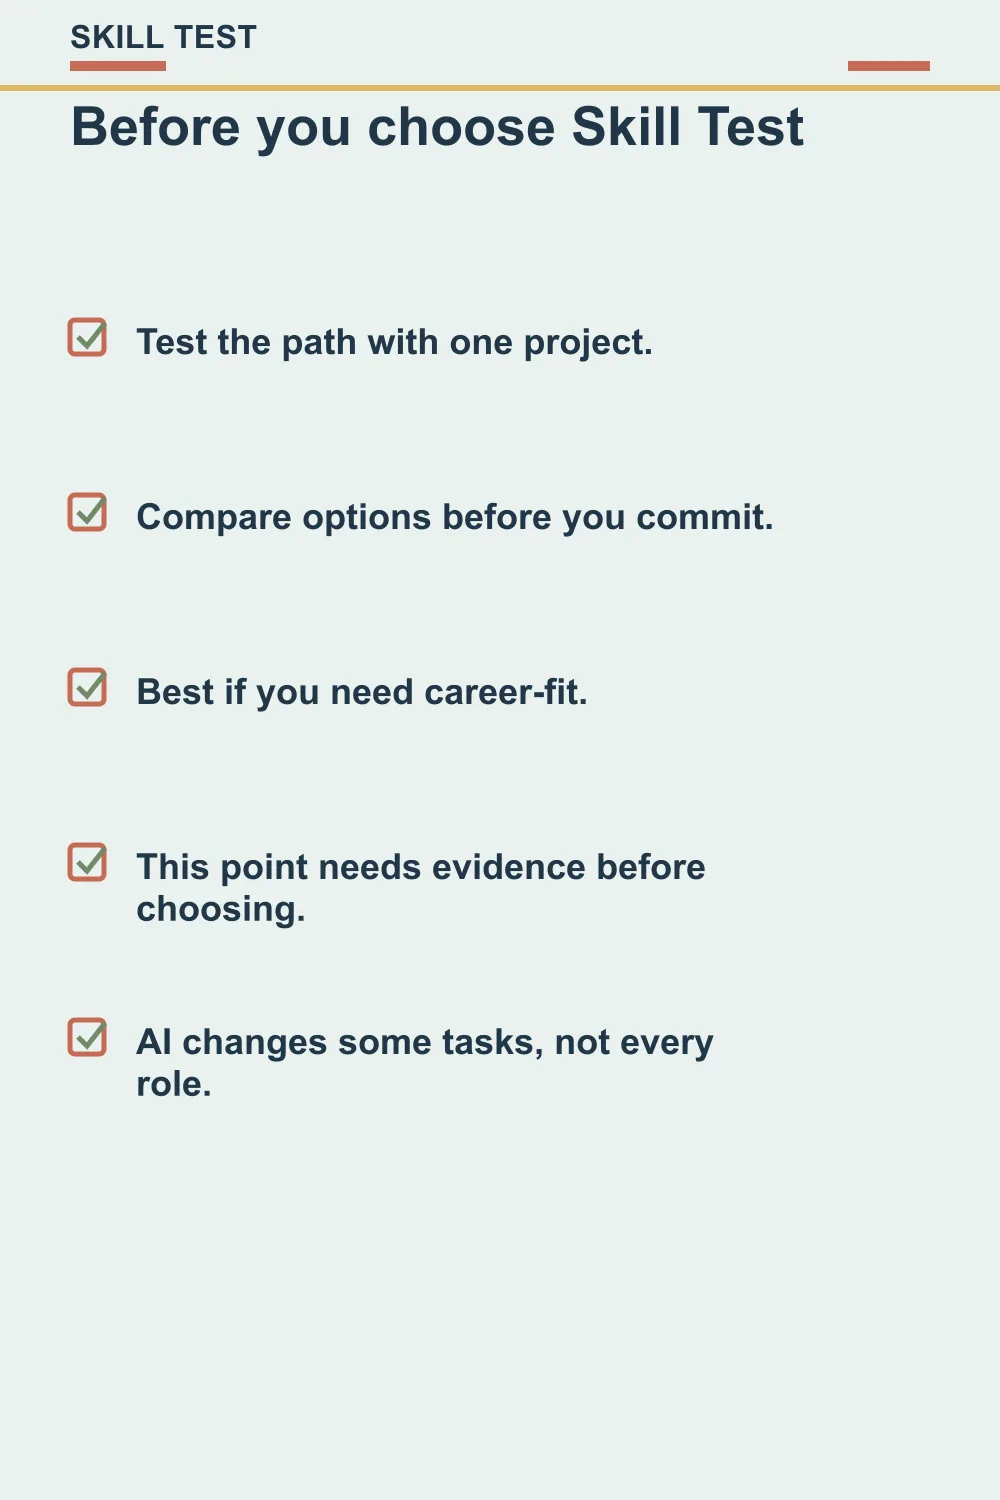 SKILL TEST
Before you choose Skill Test
Test the path with one project.
Compare options before you commit.
Best if you need career-fit.
This point needs evidence before
choosing.
AI changes some tasks, not every
role.